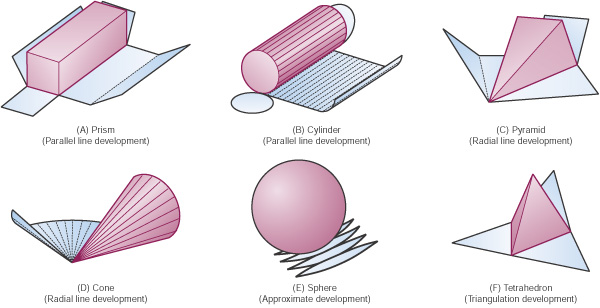 (A) Prism
(Parallel line development)
(B) Cylinder
(Parallel line development)
(C) Pyramid
(Radial line development)
(D) Cone
(Radial line development)
(E) Sphere
(Approximate development)
(F) Tetrahedron
(Triangulation development)